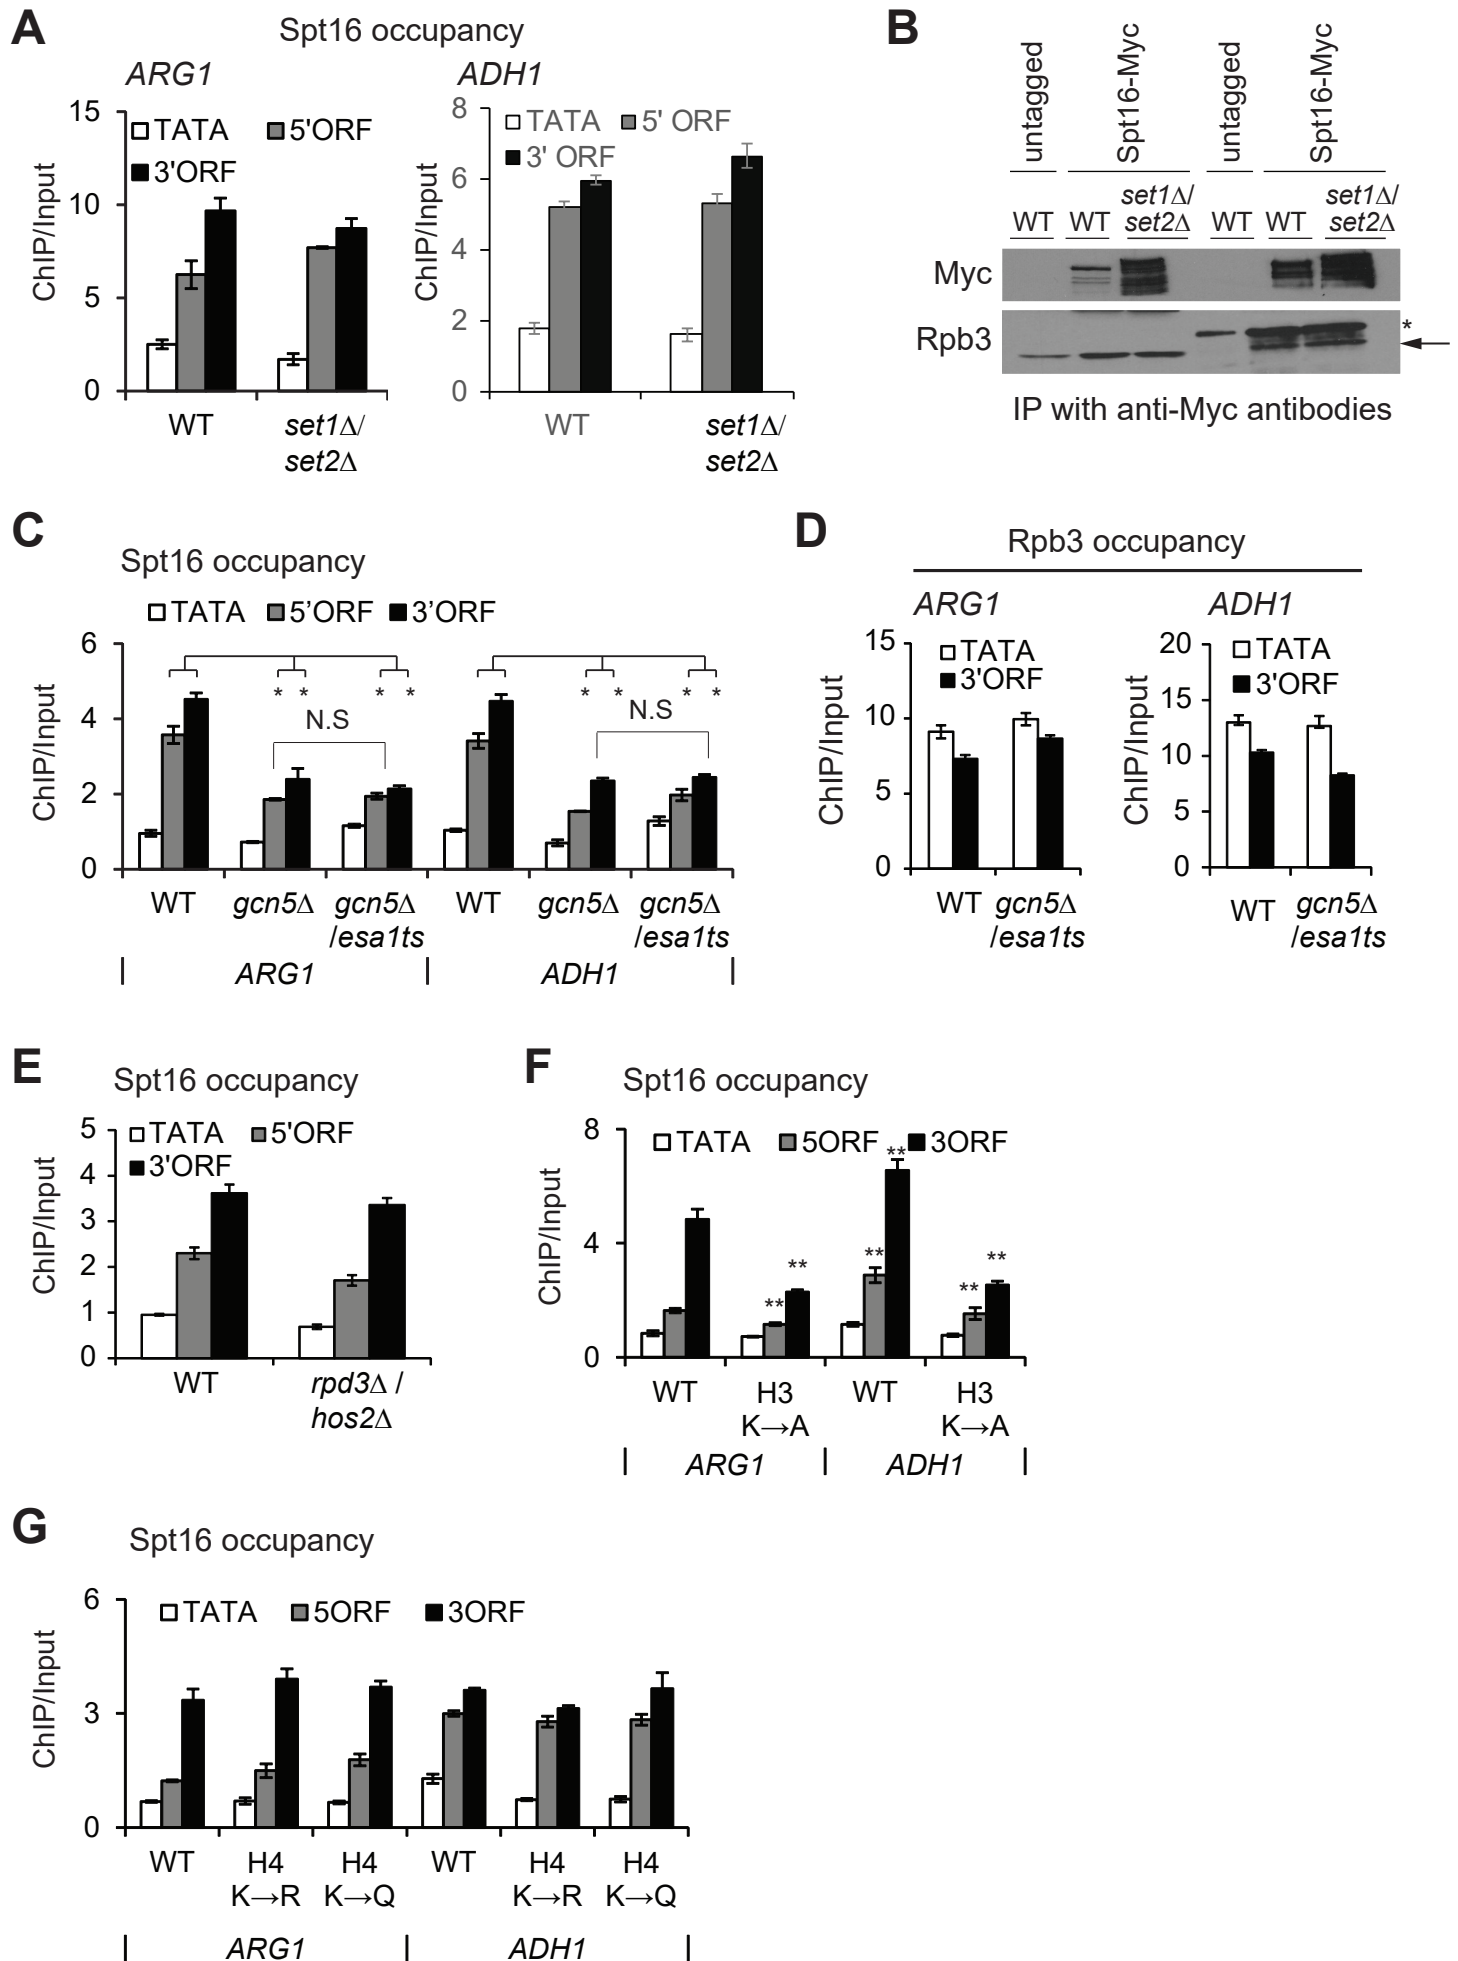 A
Spt16 occupancy
ARG1
ADH1
15
10
5
0
ChIP/Input
TATA
5'ORF
3'ORF
WT
set1Δ/
set2Δ
8
6
4
2
0
ChIP/Input
TATA
5' ORF
3' ORF
WT
set1Δ/
set2Δ
B
untagged
Spt16-Myc
untagged
Spt16-Myc
WT
WT
set1Δ/
set2Δ
WT
WT
set1Δ/
set2Δ
Myc
Rpb3
*
IP with anti-Myc antibodies
C
Spt16 occupancy
TATA
5’ORF
3’ORF
6
4
2
0
ChIP/Input
* *
* *
N.S
* *
* *
N.S
WT
gcn5Δ
gcn5Δ
/esa1ts
WT
gcn5Δ
gcn5Δ
/esa1ts
ARG1
ADH1
D
Rpb3 occupancy
ARG1
ADH1
15
10
5
0
ChIP/Input
TATA
3'ORF
WT
gcn5Δ
/esa1ts
20
15
10
5
0
ChIP/Input
TATA
3'ORF
WT
gcn5Δ
/esa1ts
E
Spt16 occupancy
5
4
3
2
1
0
ChIP/Input
TATA
5'ORF
3'ORF
WT
rpd3Δ /
hos2Δ
F
Spt16 occupancy
8
4
0
ChIP/Input
TATA
5ORF
3ORF
**
**
**
**
**
**
WT
H3
K→A
WT
H3
K→A
ARG1
ADH1
G
Spt16 occupancy
6
3
0
ChIP/Input
TATA
5ORF
3ORF
WT
H4
K→R
H4
K→Q
WT
H4
K→R
H4
K→Q
ARG1
ADH1